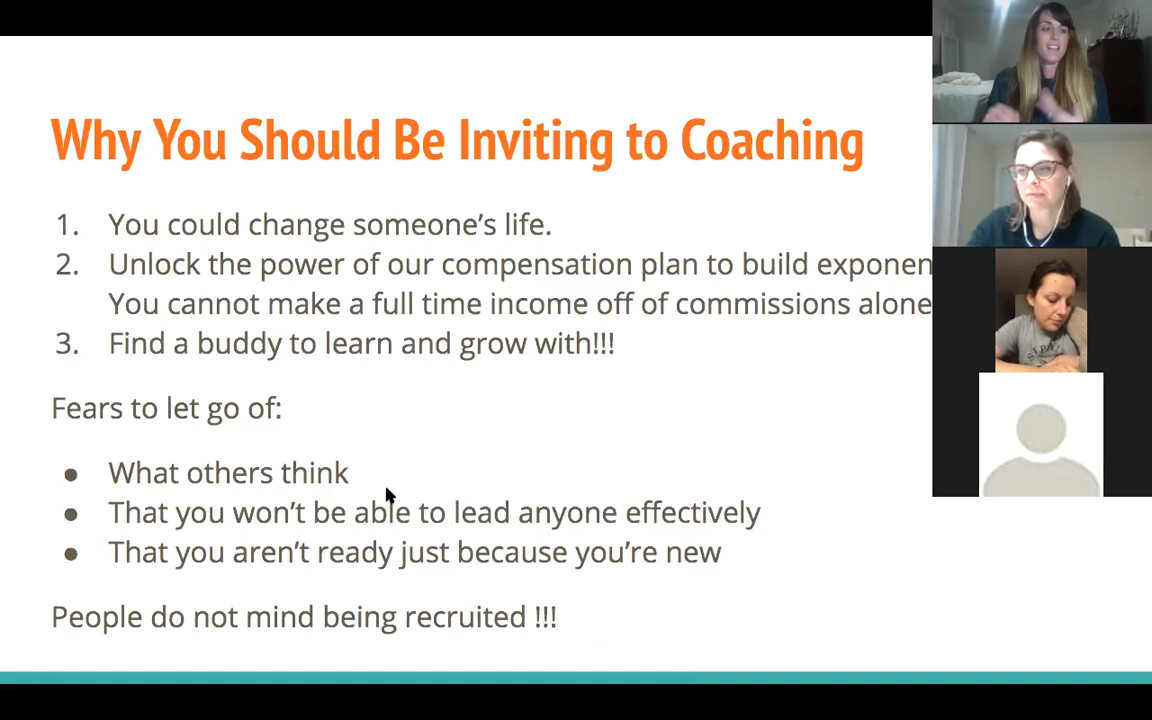 Why You Should Be Inviting to Coaching
1. You could change someone's life.
2. Unlock the power of our compensation plan to build
You cannot make a full time income off of commissions alone
3. Find a buddy to learn and grow with!!!
Fears to let go of:
● What others think
● That you won't be able to lead anyone effectively
● That you aren't ready just because you're new
People do not mind being recruited !!!